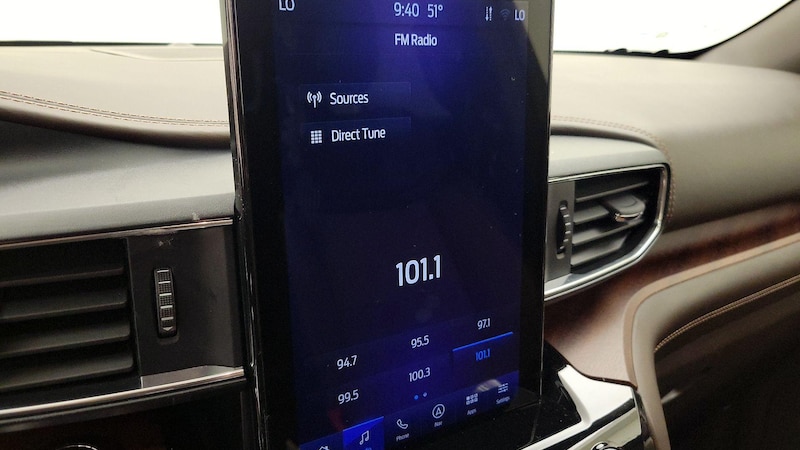 LO 9:40 51° LO
FM Radio
Sources
Direct Tune
101.1
94.7 95.5 97.1
99.5 100.3 101.1
Phone Nav Apps Settings